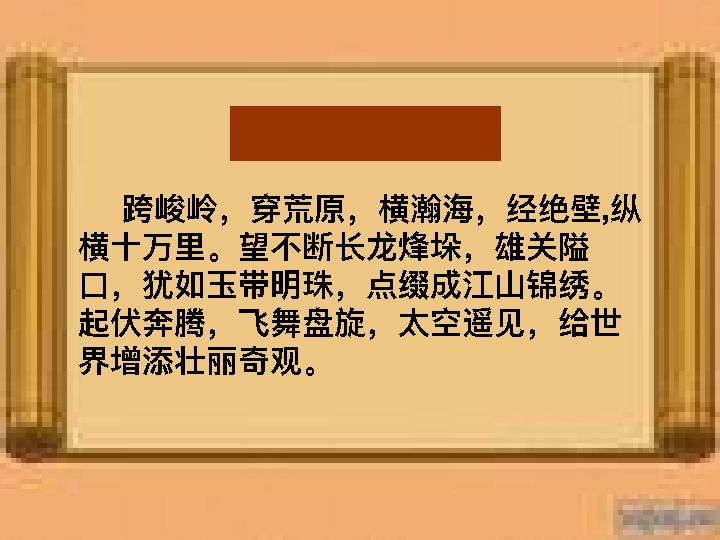 跨峻岭，穿荒原，横瀚海，经绝壁,纵
横十万里。望不断长龙烽垛，雄关隘
口，犹如玉带明珠，点缀成江山锦绣。
起伏奔腾，飞舞盘旋，太空遥见，给世
界增添壮丽奇观。